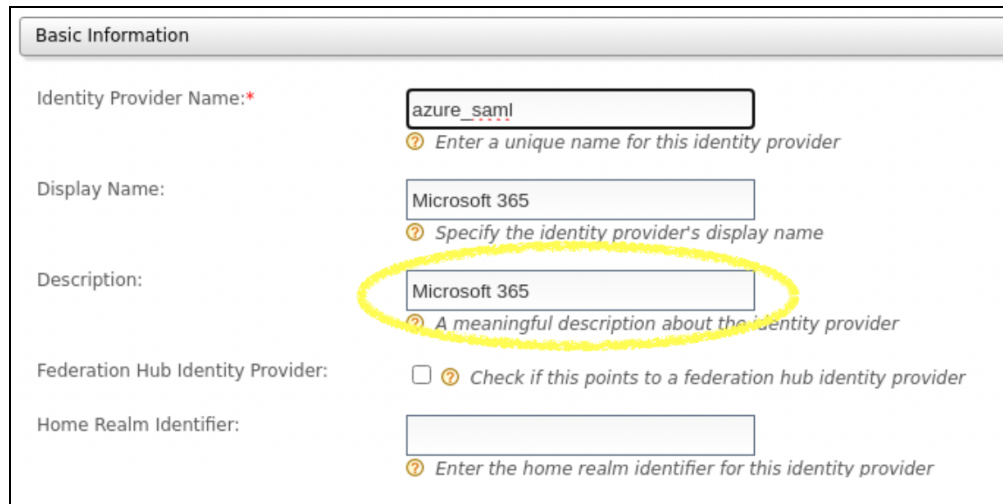 Basic Information
Identity Provider Name:*
azure_saml
Enter a unique name for this identity provider
Display Name:
Microsoft 365
Specify the identity provider's display name
Description:
Microsoft 365
A meaningful description about the identity provider
Federation Hub Identity Provider:
Check if this points to a federation hub identity provider
Home Realm Identifier:
Enter the home realm identifier for this identity provider